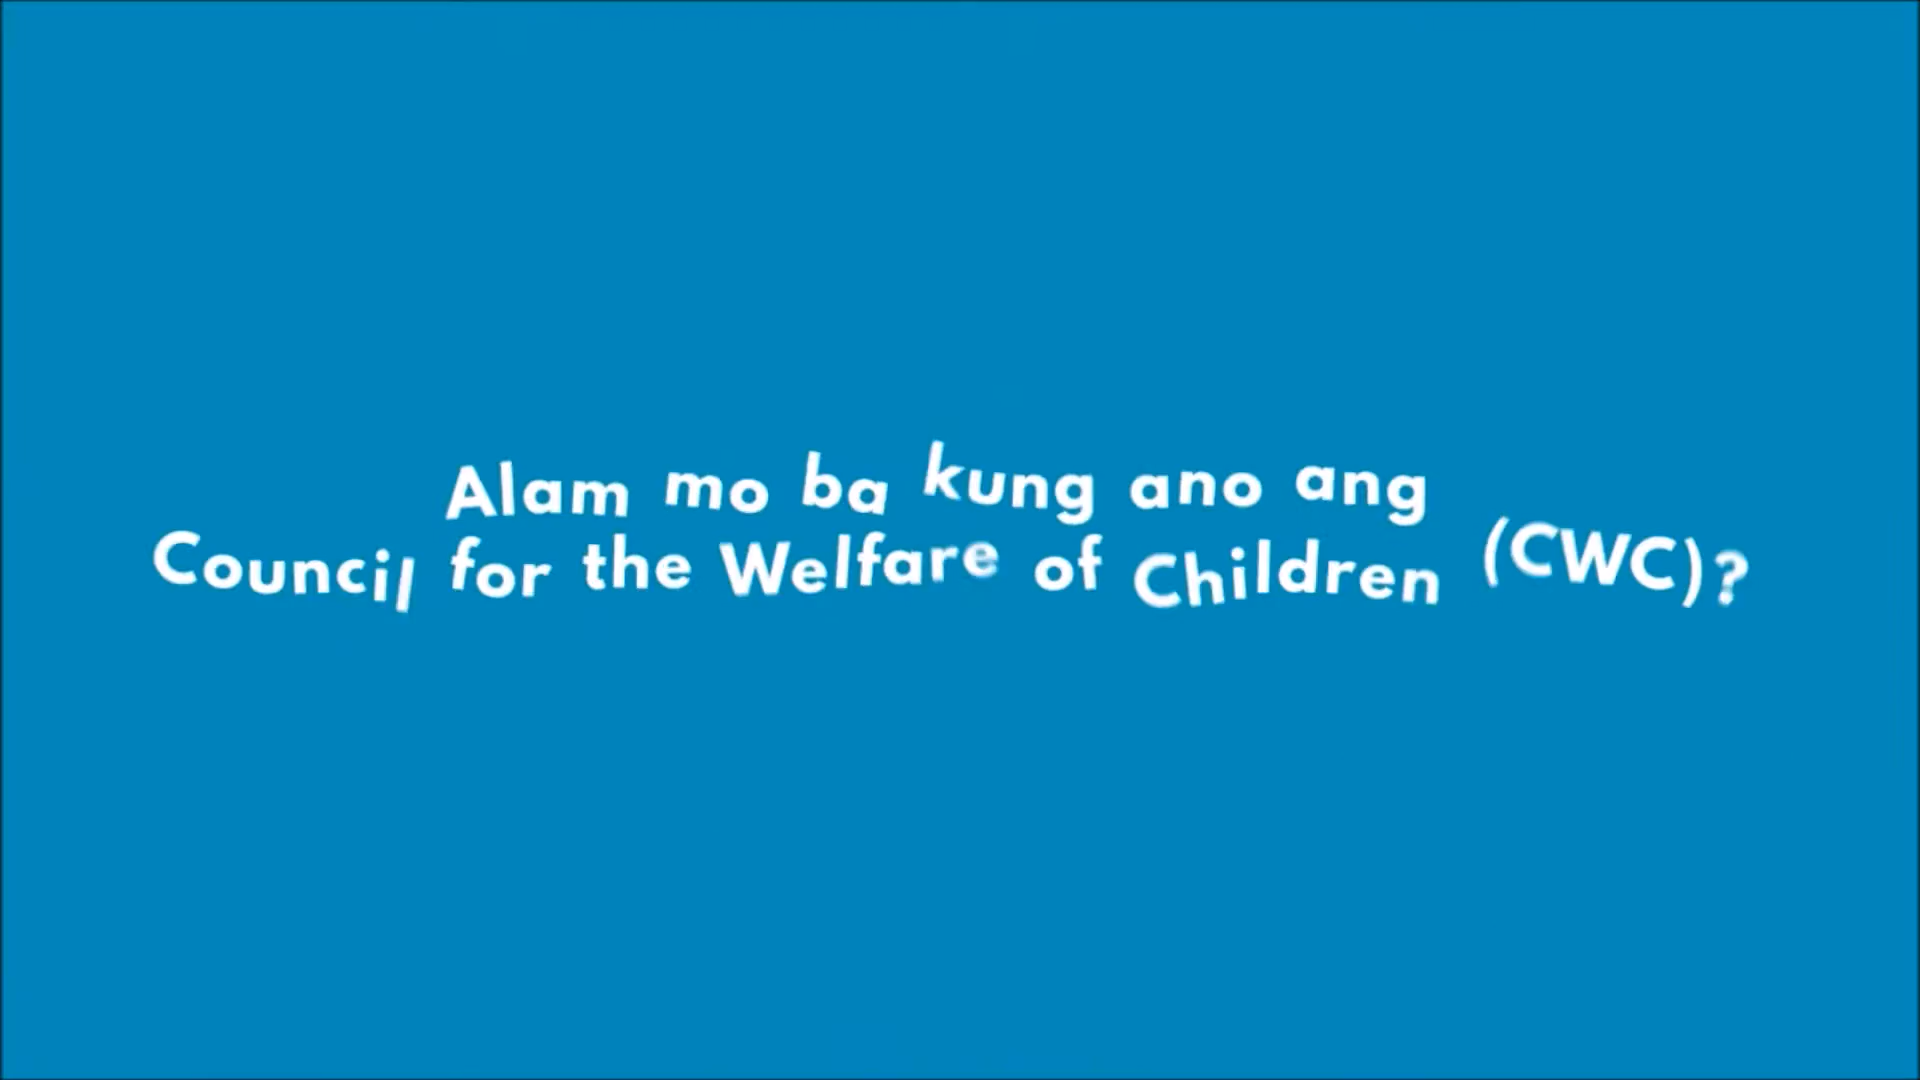 Alam mo ba kung ano ang
Council for the Welfare of Children (CWC)?